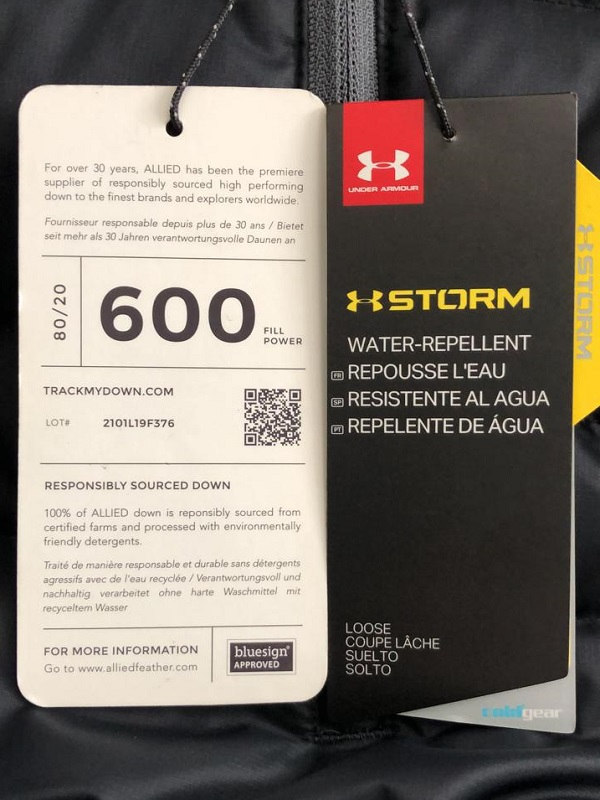 For over 30 years, ALLIED has been the premiere
supplier of responsibly sourced high performing
down to the finest brands and explorers worldwide.
Fournisseur responsable depuis plus de 30 ans / Bietet
seit mehr als 30 Jahren verantwortungsvolle Daunen an
80/20
600
FILL
POWER
TRACKMYDOWN.COM
LOT# 2101L19F376
RESPONSIBLY SOURCED DOWN
100% of ALLIED down is reponsibly sourced from
certified farms and processed with environmentally
friendly detergents.
Traité de manière responsable et durable sans détergents
agressifs avec de l'eau recyclée / Verantwortungsvoll und
nachhaltig verarbeitet ohne harte Waschmittel mit
recyceltem Wasser
FOR MORE INFORMATION
Go to www.alliedfeather.com
bluesign®
APPROVED
UNDER ARMOUR
STORM
WATER-REPELLENT
FR REPOUSSE L'EAU
SP RESISTENTE AL AGUA
PT REPELENTE DE ÁGUA
LOOSE
COUPE LÂCHE
SUELTO
SOLTO
STORM
coldgear